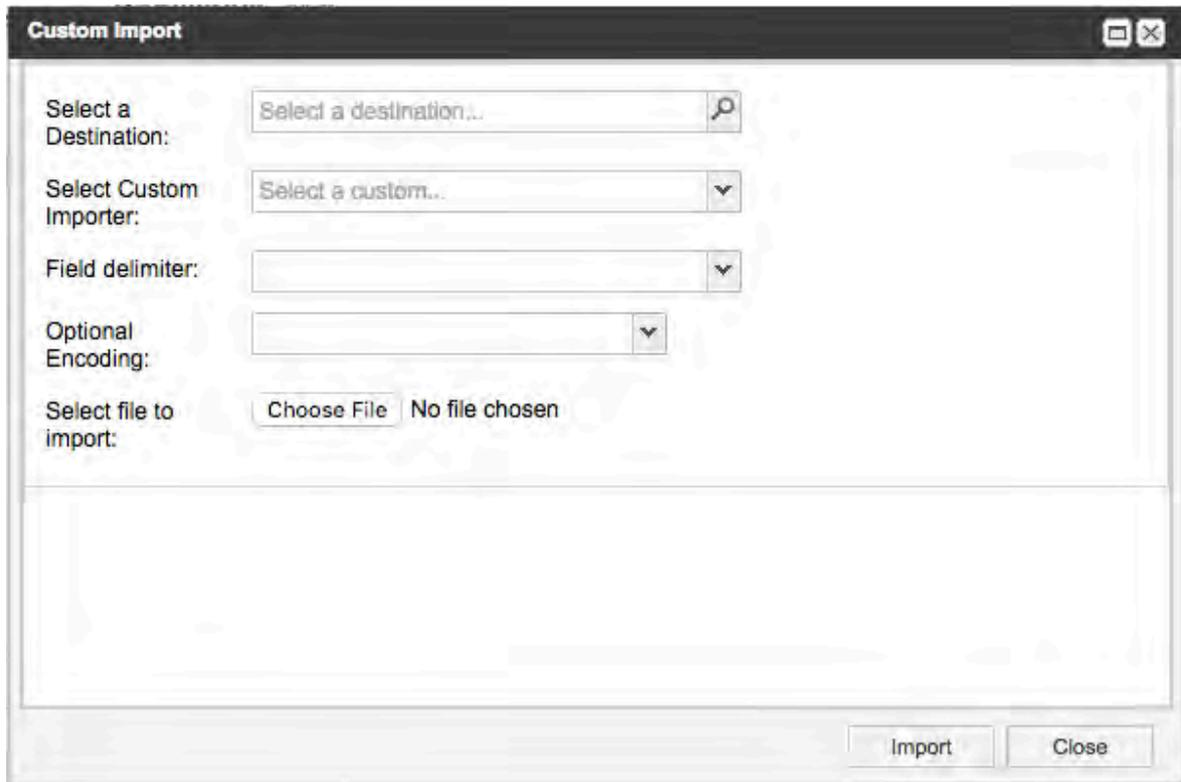 Custom Import
Select a
Destination:
Select a destination...
Select Custom
Importer:
Select a custom...
Field delimiter:
Optional
Encoding:
Select file to
import:
Choose File
No file chosen
Import
Close